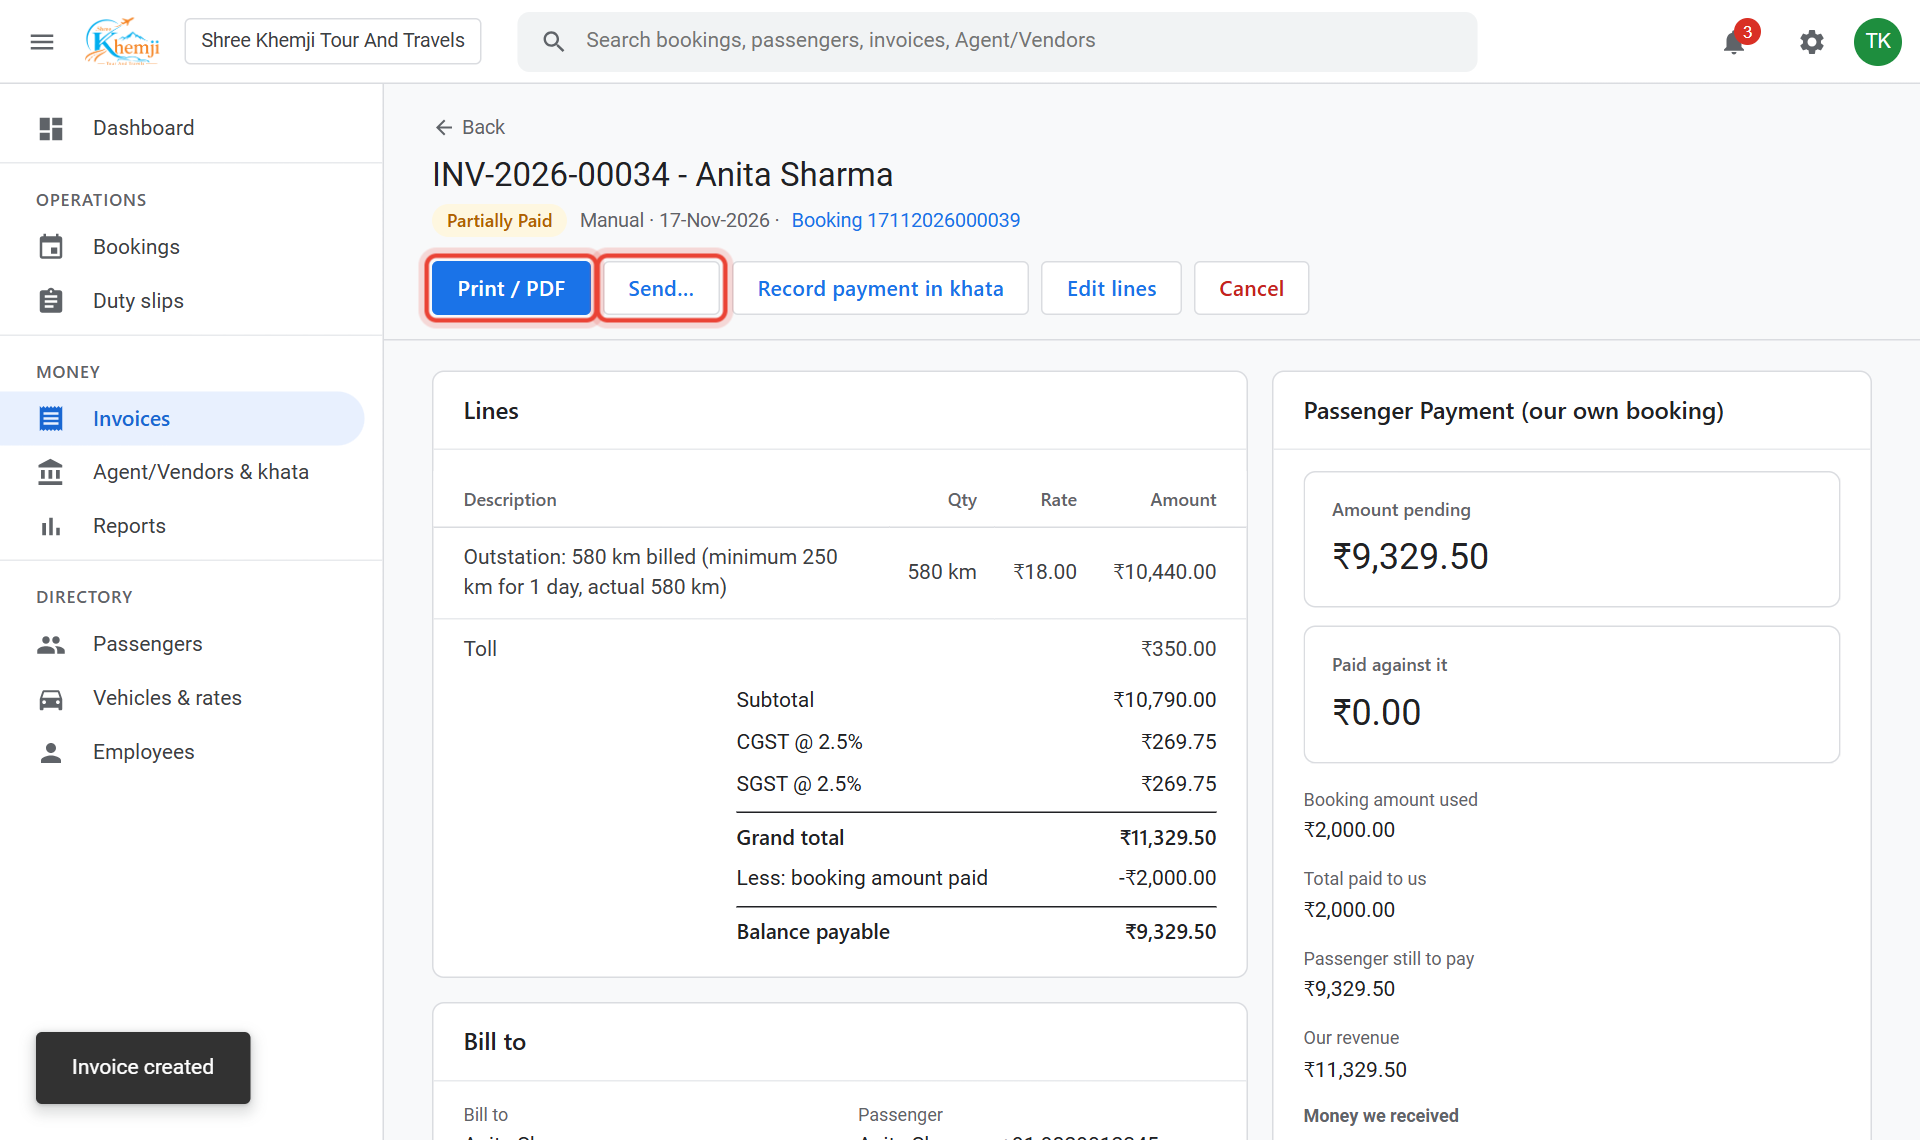 Khemji
Shree Khemji Tour And Travels
Search bookings, passengers, invoices, Agent/Vendors
3
TK
Dashboard
OPERATIONS
Bookings
Duty slips
MONEY
Invoices
Agent/Vendors & khata
Reports
DIRECTORY
Passengers
Vehicles & rates
Employees
Invoice created
Back
INV-2026-00034 - Anita Sharma
Partially Paid Manual · 17-Nov-2026 · Booking 17112026000039
Print / PDF Send... Record payment in khata Edit lines Cancel
Lines
Description Qty Rate Amount
Outstation: 580 km billed (minimum 250
km for 1 day, actual 580 km) 580 km ₹18.00 ₹10,440.00
Toll ₹350.00
Subtotal ₹10,790.00
CGST @ 2.5% ₹269.75
SGST @ 2.5% ₹269.75
Grand total ₹11,329.50
Less: booking amount paid -₹2,000.00
Balance payable ₹9,329.50
Bill to
Bill to Passenger
Passenger Payment (our own booking)
Amount pending
₹9,329.50
Paid against it
₹0.00
Booking amount used
₹2,000.00
Total paid to us
₹2,000.00
Passenger still to pay
₹9,329.50
Our revenue
₹11,329.50
Money we received